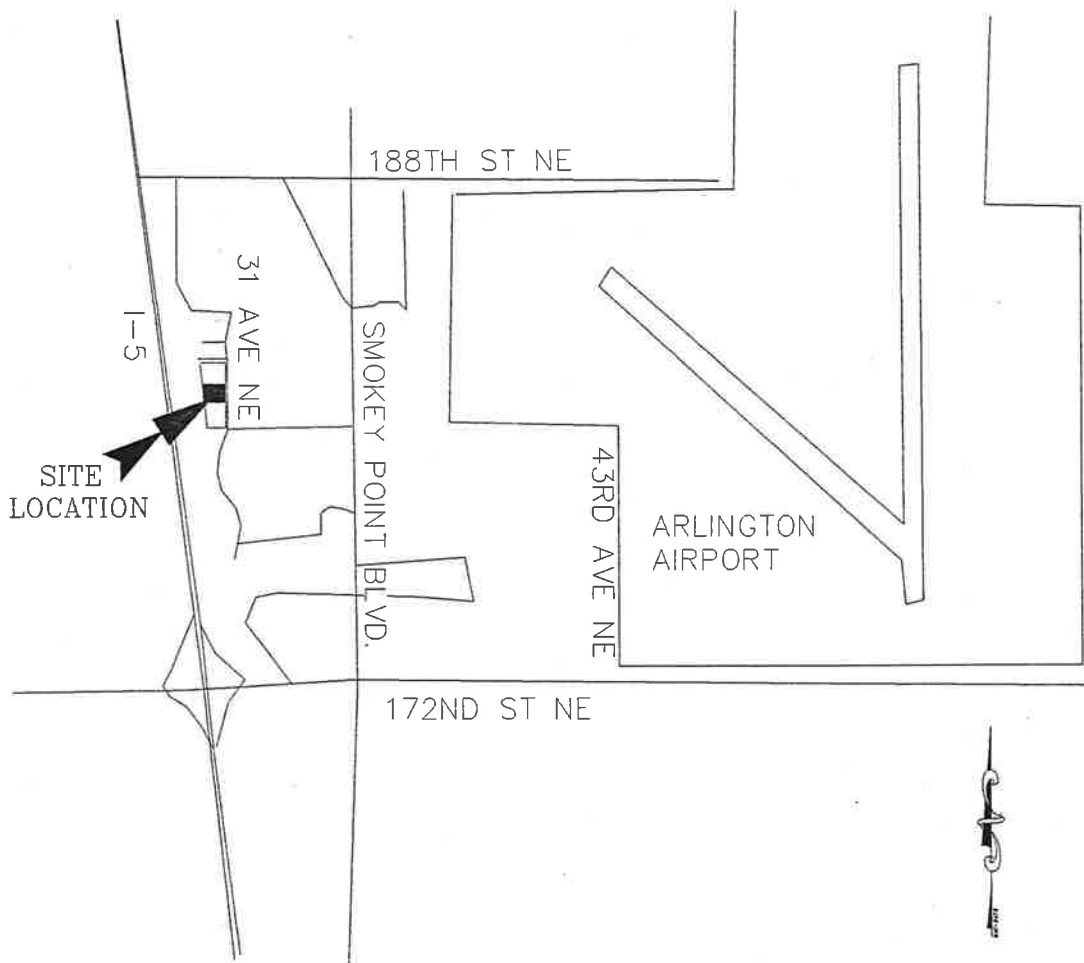 188TH ST NE
31 AVE NE
I-5
SMOKEY POINT BLVD.
SITE
LOCATION
43RD AVE NE
ARLINGTON
AIRPORT
172ND ST NE